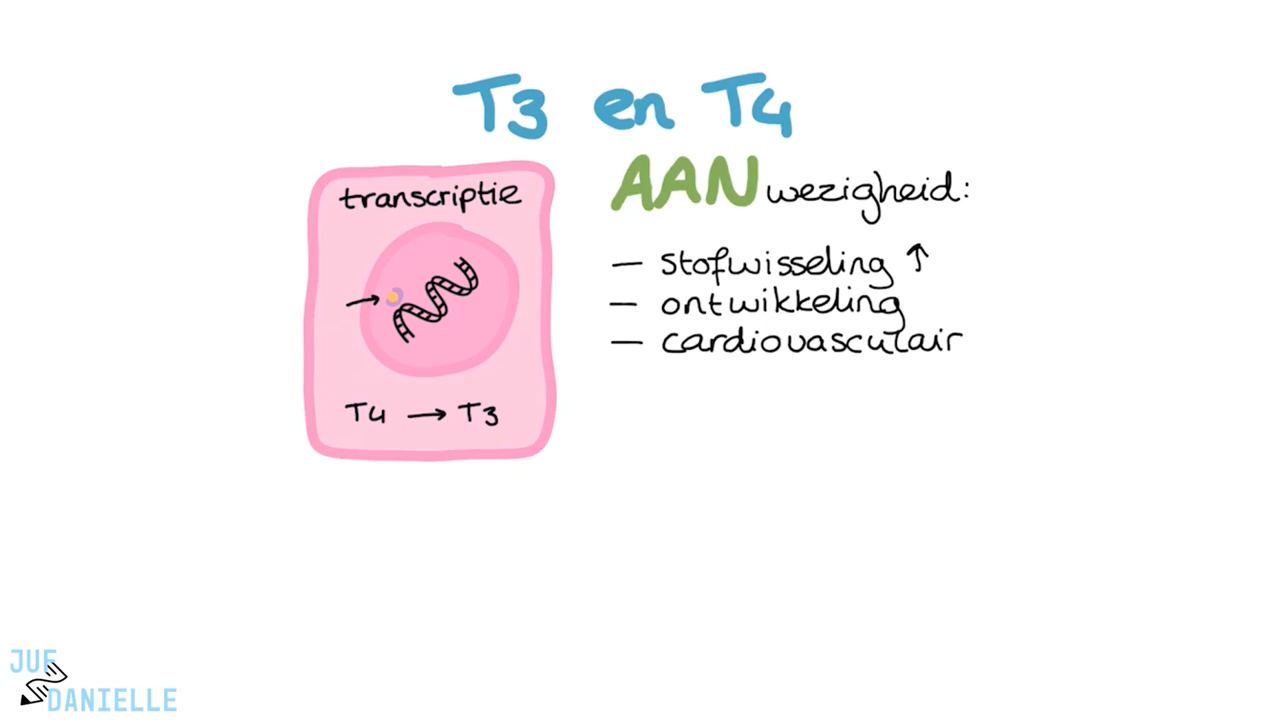 T3 en T4
transcriptie
T4 → T3
AANwezigheid:
— stofwisseling ↑
— ontwikkeling
— cardiovasculair
JUF
DANIELLE